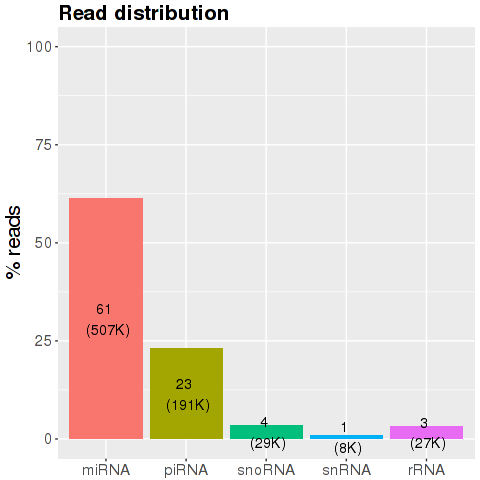 Read distribution
% reads
100
75
50
25
0
61
(507K)
23
(191K)
4
(29K)
1
(8K)
3
(27K)
miRNA
piRNA
snoRNA
snRNA
rRNA